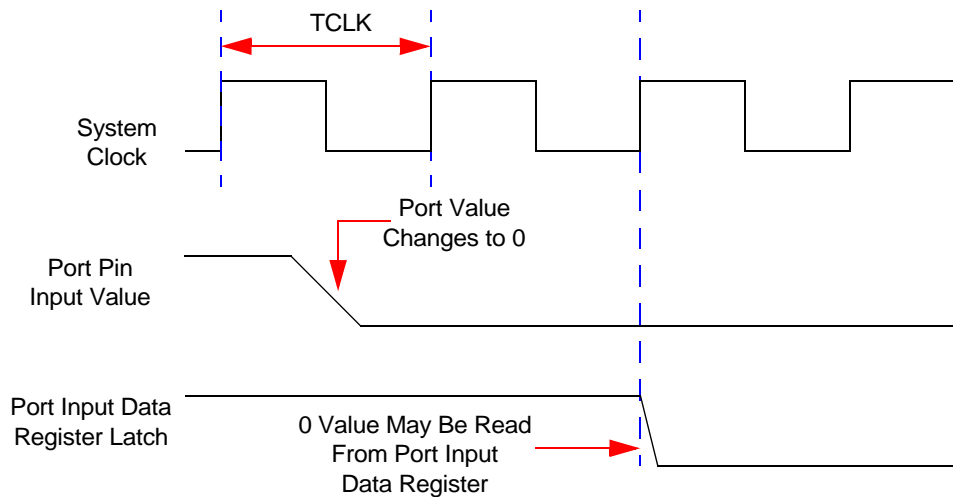 TCLK
System
Clock
Port Value
Changes to 0
Port Pin
Input Value
Port Input Data
Register Latch
0 Value May Be Read
From Port Input
Data Register